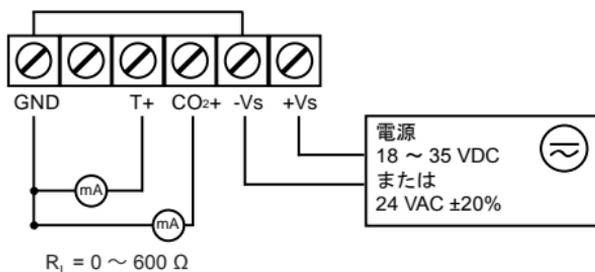 GND T+ CO₂+ -Vs +Vs
電源
18 ～ 35 VDC
または
24 VAC ±20%
mA
mA
R_L = 0 ～ 600 Ω